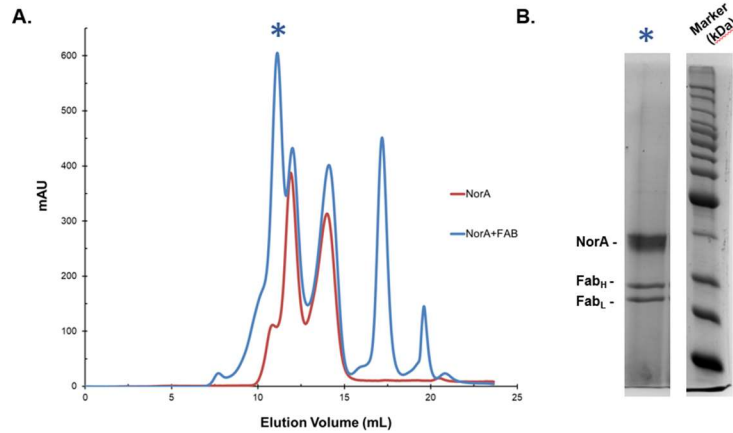 A.
B.
*
600
500
400
300
200
100
0
0
5
10
15
20
25
mAU
Elution Volume (mL)
NorA
NorA+FAB
*
Marker
(kDa)
NorA -
FabH -
FabL -